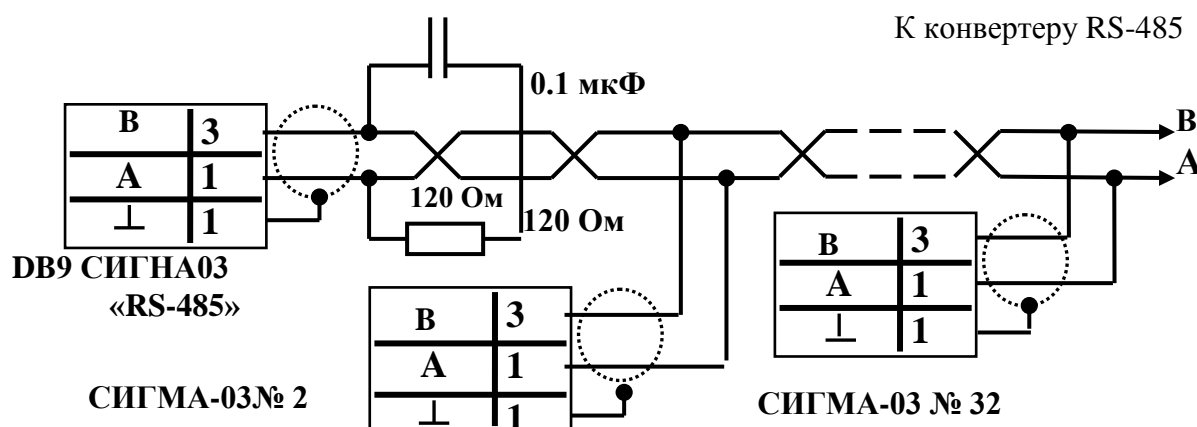 К конвертеру RS-485
0.1 мкФ
В 3
А 1
⊥ 1
В
А
120 Ом
120 Ом
DB9 СИГНА03
«RS-485»
В 3
А 1
⊥ 1
В 3
А 1
⊥ 1
СИГМА-03№ 2
СИГМА-03 № 32